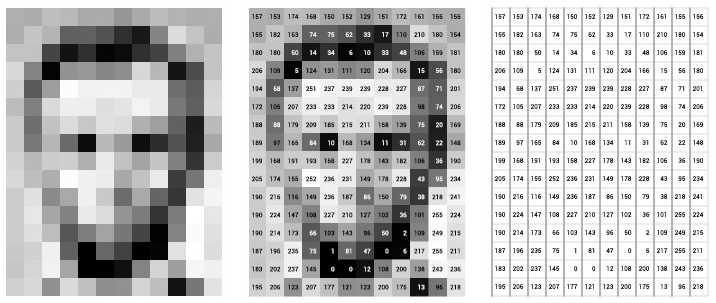 157 153 174 168 150 152 129 151 172 161 155 156
155 182 163 74 75 62 33 17 110 210 180 154
180 180 50 14 34 6 10 33 48 106 159 181
206 109 5 124 131 111 120 204 166 15 56 180
194 68 137 251 237 239 239 228 227 87 71 201
172 105 207 233 233 214 220 239 228 98 74 206
188 88 179 209 185 215 211 158 139 75 20 169
189 97 165 84 10 168 134 11 31 62 22 148
199 168 191 193 158 227 178 143 182 106 36 190
205 174 155 252 236 231 149 178 228 43 95 234
190 216 116 149 236 187 86 150 79 38 218 241
190 224 147 108 227 210 127 102 36 101 255 224
190 214 173 66 103 143 96 50 2 109 249 215
187 196 235 75 1 81 47 0 6 217 255 211
183 202 237 145 0 0 12 108 200 138 243 236
195 206 123 207 177 121 123 200 175 13 96 218
157 153 174 168 150 152 129 151 172 161 155 156
155 182 163 74 75 62 33 17 110 210 180 154
180 180 50 14 34 6 10 33 48 106 159 181
206 109 5 124 131 111 120 204 166 15 56 180
194 68 137 251 237 239 239 228 227 87 71 201
172 105 207 233 233 214 220 239 228 98 74 206
188 88 179 209 185 215 211 158 139 75 20 169
189 97 165 84 10 168 134 11 31 62 22 148
199 168 191 193 158 227 178 143 182 106 36 190
205 174 155 252 236 231 149 178 228 43 95 234
190 216 116 149 236 187 86 150 79 38 218 241
190 224 147 108 227 210 127 102 36 101 255 224
190 214 173 66 103 143 96 50 2 109 249 215
187 196 235 75 1 81 47 0 6 217 255 211
183 202 237 145 0 0 12 108 200 138 243 236
195 206 123 207 177 121 123 200 175 13 96 218